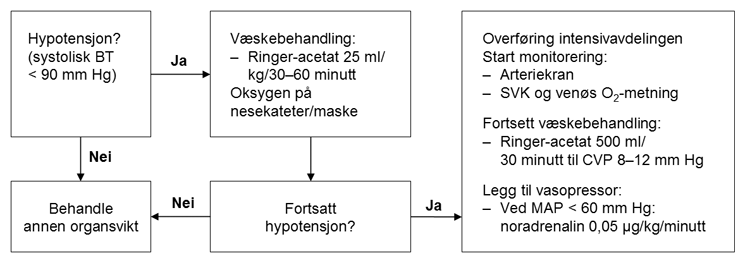 Hypotensjon?
(systolisk BT
< 90 mm Hg)
Ja
Væskebehandling:
– Ringer-acetat 25 ml/
kg/30–60 minutt
Oksygen på
nesekateter/maske
Nei
Behandle
annen organsvikt
Nei
Fortsatt
hypotensjon?
Ja
Overføring intensivavdelingen
Start monitorering:
– Arteriekran
– SVK og venøs O₂-metning
Fortsett væskebehandling:
– Ringer-acetat 500 ml/
30 minutt til CVP 8–12 mm Hg
Legg til vasopressor:
– Ved MAP < 60 mm Hg:
noradrenalin 0,05 µg/kg/minutt